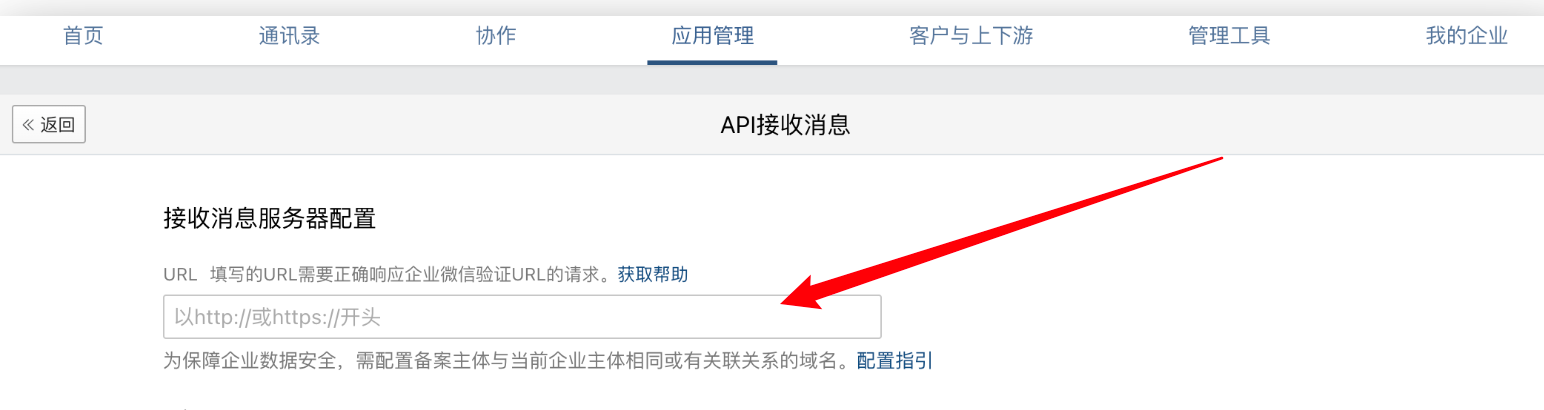 首页 通讯录 协作 应用管理 客户与上下游 管理工具 我的企业
« 返回 API接收消息
接收消息服务器配置
URL 填写的URL需要正确响应企业微信验证URL的请求。获取帮助
以http://或https://开头
为保障企业数据安全，需配置备案主体与当前企业主体相同或有关联关系的域名。配置指引